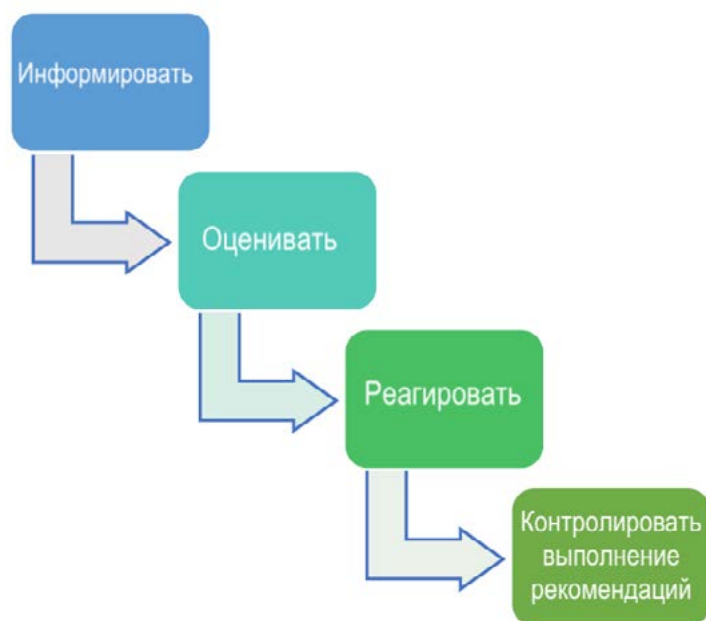 Информировать
Оценивать
Реагировать
Контролировать
выполнение
рекомендаций